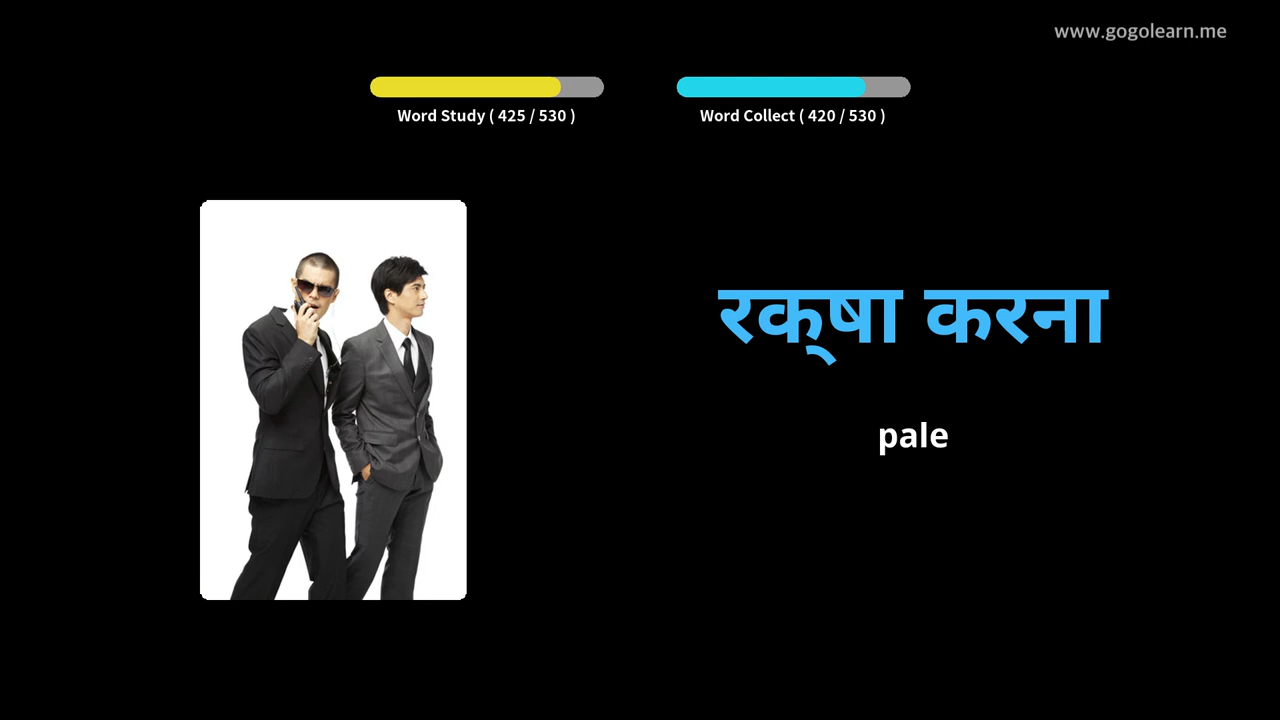 www.gogolearn.me
Word Study ( 425 / 530 )
Word Collect ( 420 / 530 )
रक्‌षा करना
pale